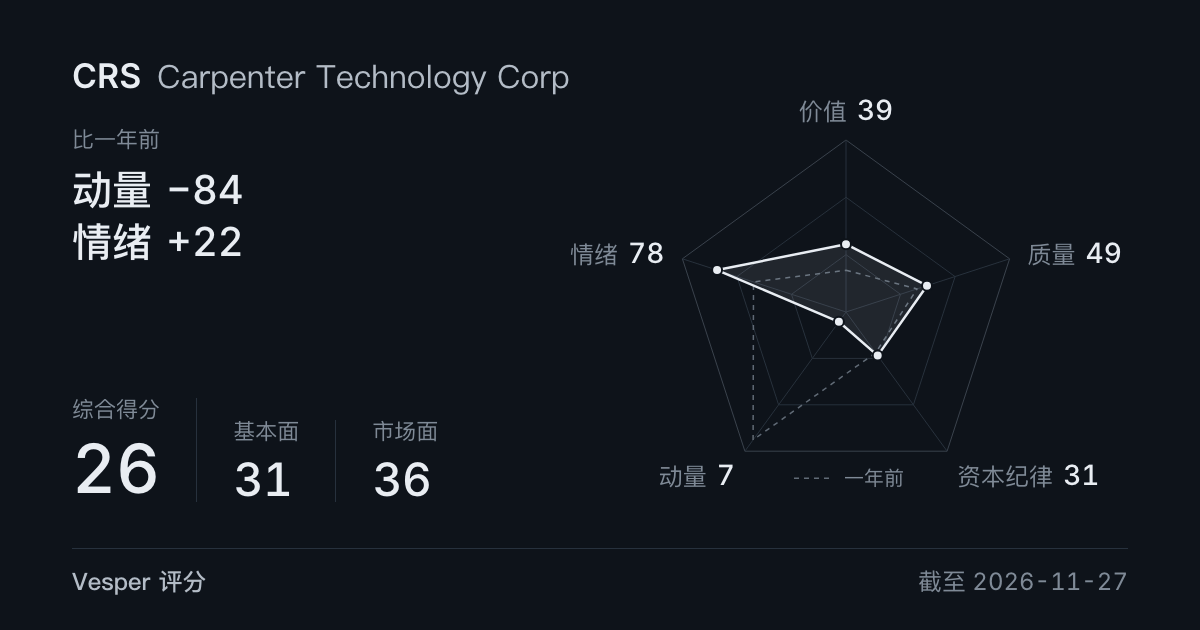 CRS Carpenter Technology Corp
比一年前
动量 −84
情绪 +22
价值 39
情绪 78
质量 49
动量 7
一年前
资本纪律 31
综合得分
26
基本面
31
市场面
36
Vesper 评分
截至 2026-11-27